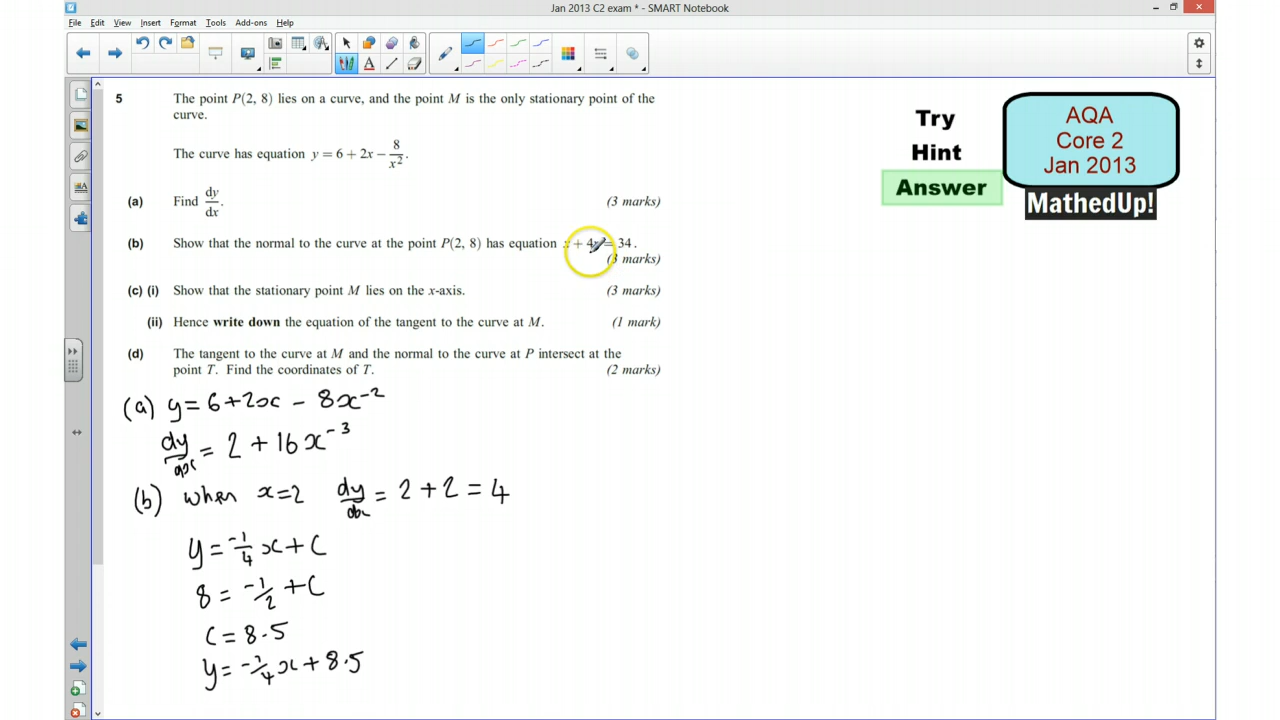 Jan 2013 C2 exam * - SMART Notebook
File Edit View Insert Format Tools Add-ons Help
5 The point P(2, 8) lies on a curve, and the point M is the only stationary point of the
curve.
The curve has equation y = 6 + 2x − 8/x².
(a) Find dy/dx. (3 marks)
(b) Show that the normal to the curve at the point P(2, 8) has equation x + 4y = 34.
(3 marks)
(c) (i) Show that the stationary point M lies on the x-axis. (3 marks)
(ii) Hence write down the equation of the tangent to the curve at M. (1 mark)
(d) The tangent to the curve at M and the normal to the curve at P intersect at the
point T. Find the coordinates of T. (2 marks)
(a) y = 6 + 2x − 8x⁻²
dy/dx = 2 + 16x⁻³
(b) when x=2 dy/dx = 2 + 2 = 4
y = -1/4 x + C
8 = -1/2 + C
C = 8.5
y = -1/4 x + 8.5
Try
Hint
Answer
AQA
Core 2
Jan 2013
MathedUp!